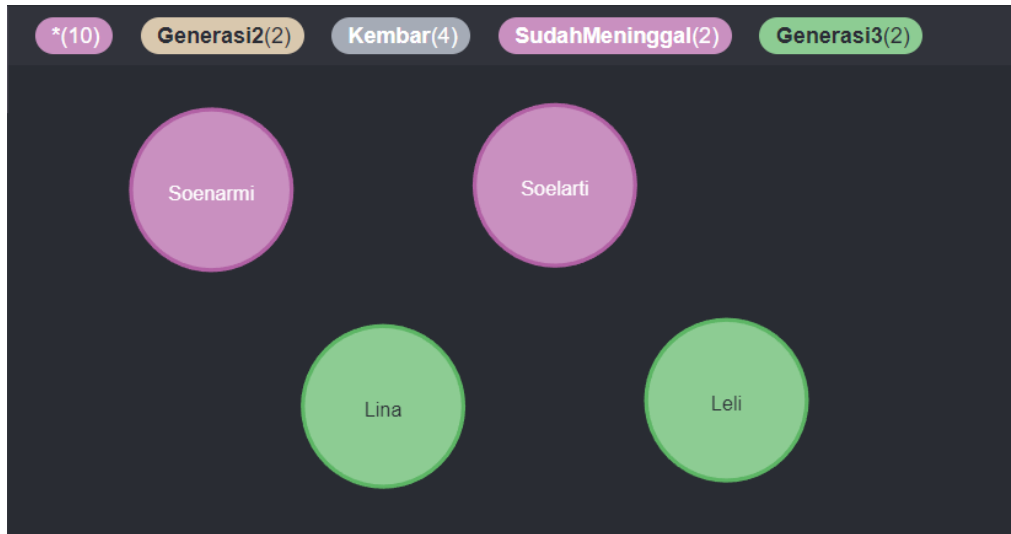 *(10) Generasi2(2) Kembar(4) SudahMeninggal(2) Generasi3(2)
Soenarmi Soelarti
Lina Leli